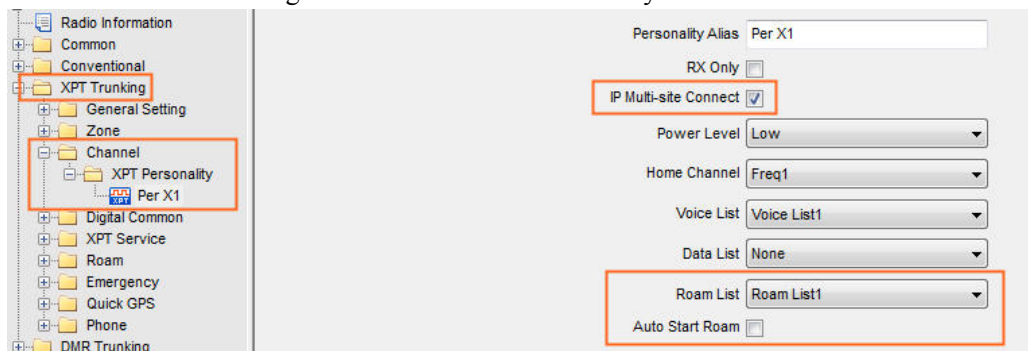 Radio Information
Common
Conventional
XPT Trunking
General Setting
Zone
Channel
XPT Personality
XPT Per X1
Digital Common
XPT Service
Roam
Emergency
Quick GPS
Phone
DMR Trunking
Personality Alias Per X1
RX Only
IP Multi-site Connect
Power Level Low
Home Channel Freq1
Voice List Voice List1
Data List None
Roam List Roam List1
Auto Start Roam